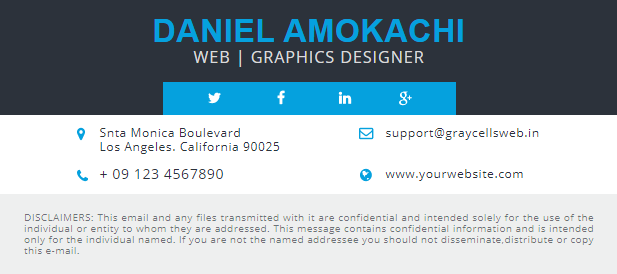 DANIEL AMOKACHI
WEB | GRAPHICS DESIGNER
Snta Monica Boulevard
Los Angeles. California 90025
support@graycellsweb.in
+ 09 123 4567890
www.yourwebsite.com
DISCLAIMERS: This email and any files transmitted with it are confidential and intended solely for the use of the
individual or entity to whom they are addressed. This message contains confidential information and is intended
only for the individual named. If you are not the named addressee you should not disseminate,distribute or copy
this e-mail.